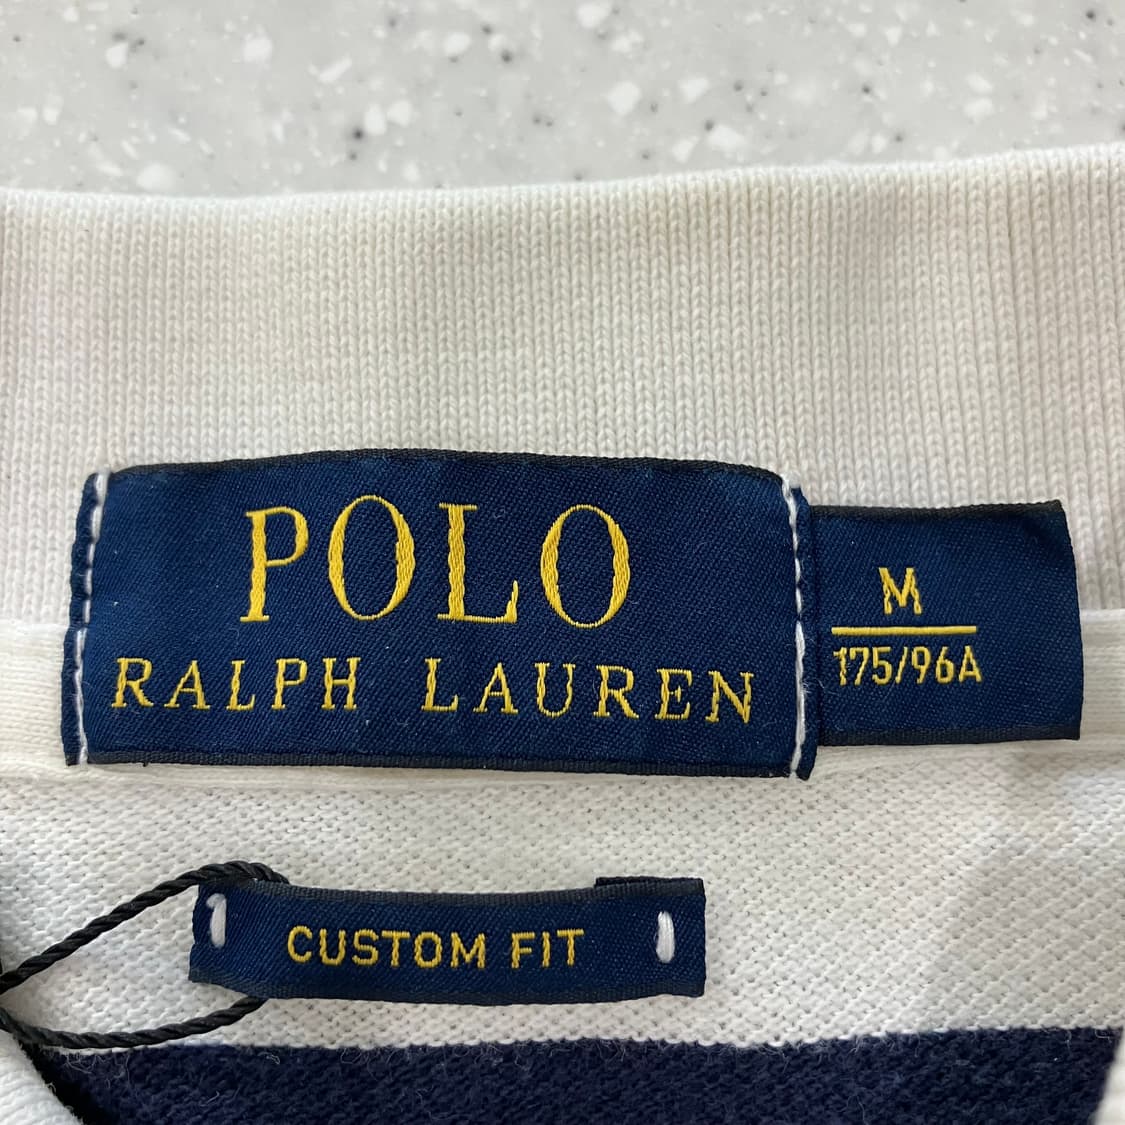 POLO
RALPH LAUREN
M
175/96A
CUSTOM FIT